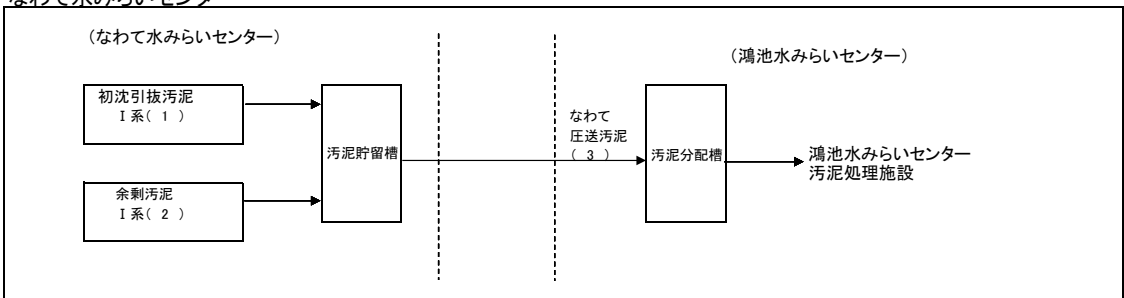 なわて水みらいセンター
（なわて水みらいセンター）
（鴻池水みらいセンター）
初沈引抜汚泥
Ⅰ系( 1 )
余剰汚泥
Ⅰ系( 2 )
汚泥貯留槽
なわて
圧送汚泥
( 3 )
汚泥分配槽
鴻池水みらいセンター
汚泥処理施設